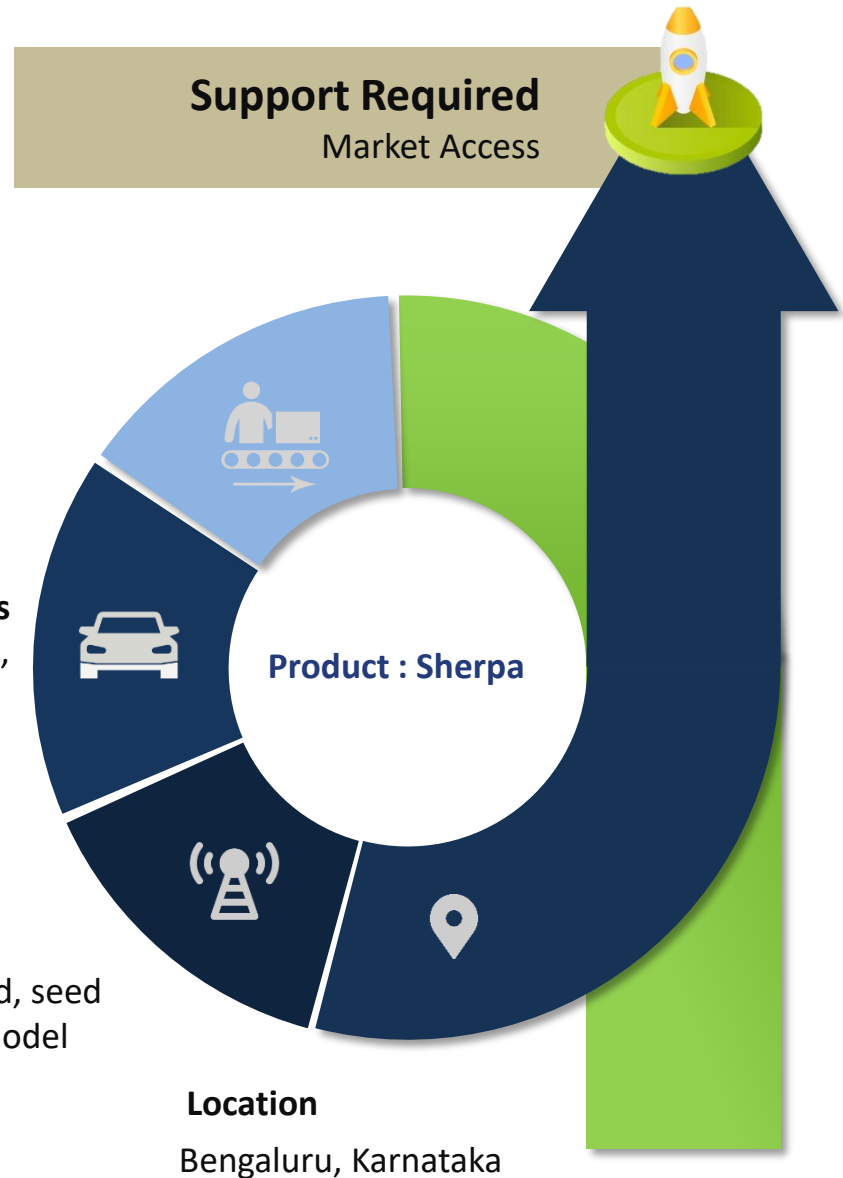 Support Required
Market Access
s
,
Product : Sherpa
d, seed
odel
Location
Bengaluru, Karnataka